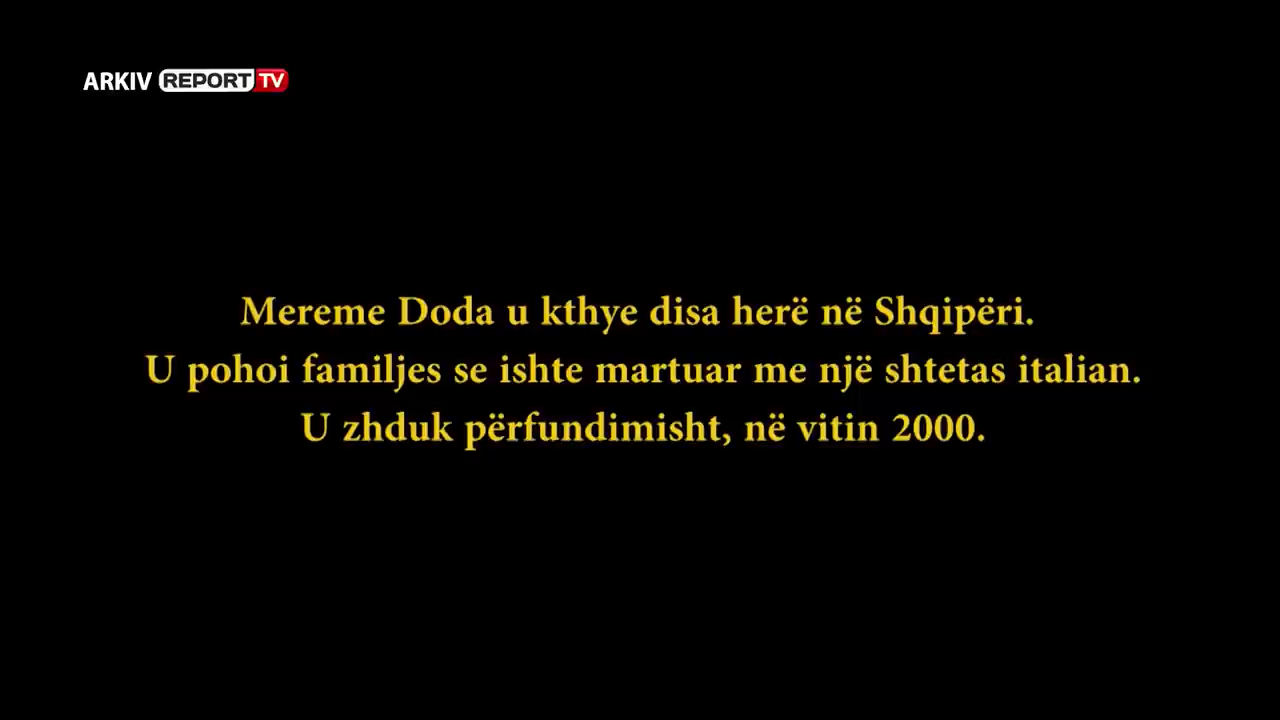 ARKIV REPORT TV
Mereme Doda u kthye disa herë në Shqipëri.
U pohoi familjes se ishte martuar me një shtetas italian.
U zhduk përfundimisht, në vitin 2000.